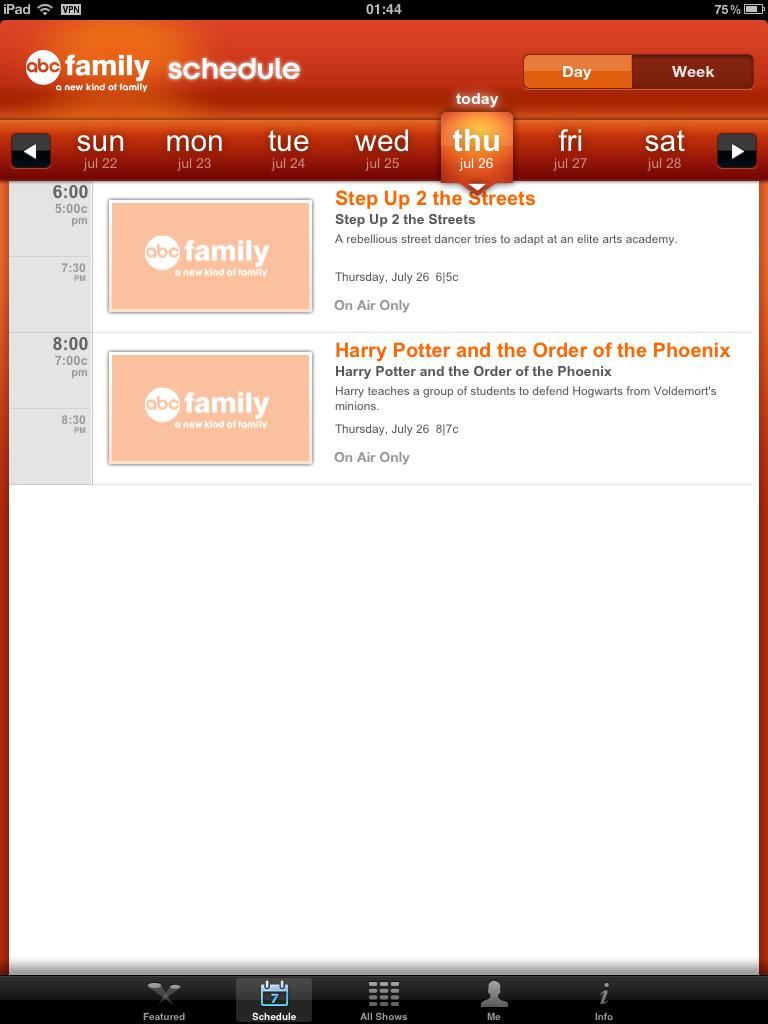 iPad VPN 01:44 75%
abc family schedule
a new kind of family
Day Week
today
sun mon tue wed thu fri sat
jul 22 jul 23 jul 24 jul 25 jul 26 jul 27 jul 28
6:00
5:00c
pm
7:30
PM
abc family
a new kind of family
Step Up 2 the Streets
Step Up 2 the Streets
A rebellious street dancer tries to adapt at an elite arts academy.
Thursday, July 26 6|5c
On Air Only
8:00
7:00c
pm
8:30
PM
abc family
a new kind of family
Harry Potter and the Order of the Phoenix
Harry Potter and the Order of the Phoenix
Harry teaches a group of students to defend Hogwarts from Voldemort's
minions.
Thursday, July 26 8|7c
On Air Only
7
i
Featured Schedule All Shows Me Info